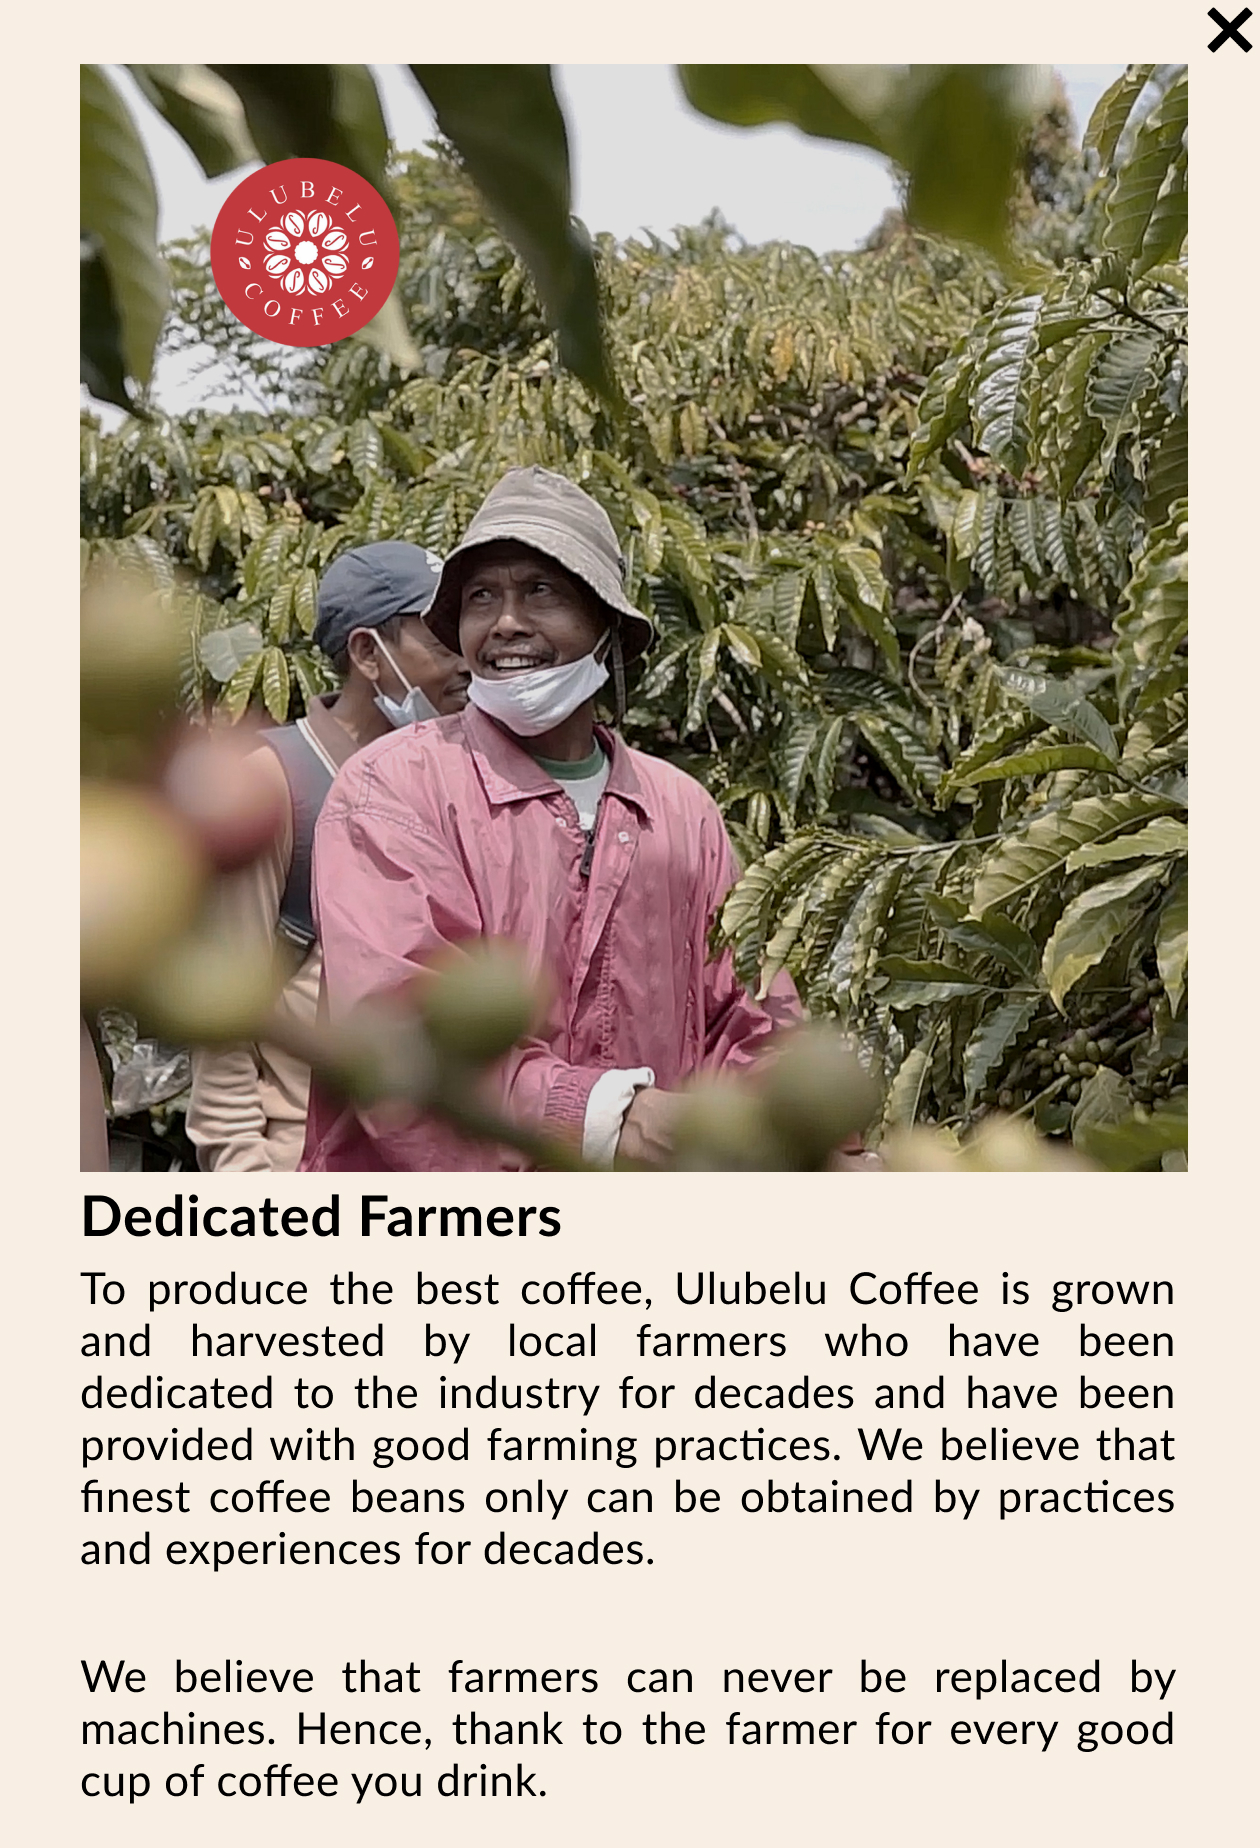 ULUBELU
COFFEE
Dedicated Farmers
To produce the best coffee, Ulubelu Coffee is grown
and harvested by local farmers who have been
dedicated to the industry for decades and have been
provided with good farming practices. We believe that
finest coffee beans only can be obtained by practices
and experiences for decades.
We believe that farmers can never be replaced by
machines. Hence, thank to the farmer for every good
cup of coffee you drink.